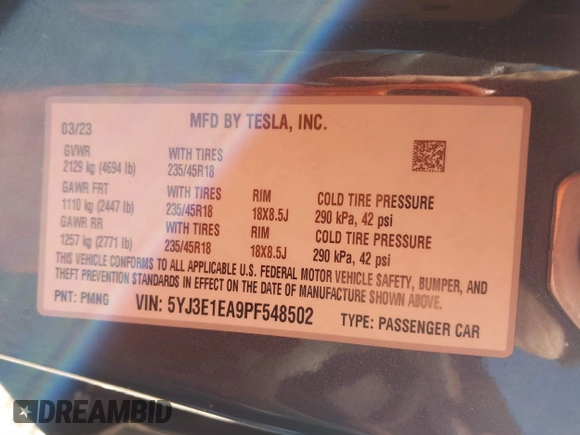 03/23 MFD BY TESLA, INC.
GVWR
2129 kg (4694 lb) WITH TIRES 235/45R18
GAWR FRT WITH TIRES RIM COLD TIRE PRESSURE
1110 kg (2447 lb) 235/45R18 18X8.5J 290 kPa, 42 psi
GAWR RR WITH TIRES RIM COLD TIRE PRESSURE
1257 kg (2771 lb) 235/45R18 18X8.5J 290 kPa, 42 psi
THIS VEHICLE CONFORMS TO ALL APPLICABLE U.S. FEDERAL MOTOR VEHICLE SAFETY, BUMPER, AND
THEFT PREVENTION STANDARDS IN EFFECT ON THE DATE OF MANUFACTURE SHOWN ABOVE.
PNT: PMNG VIN: 5YJ3E1EA9PF548502 TYPE: PASSENGER CAR
DREAMBID